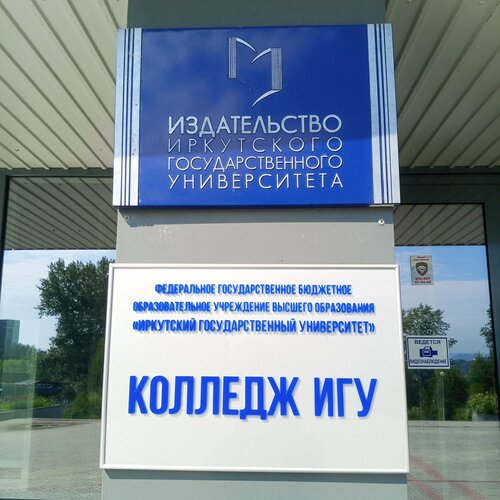 ИЗДАТЕЛЬСТВО
ИРКУТСКОГО
ГОСУДАРСТВЕННОГО
УНИВЕРСИТЕТА
ФЕДЕРАЛЬНОЕ ГОСУДАРСТВЕННОЕ БЮДЖЕТНОЕ
ОБРАЗОВАТЕЛЬНОЕ УЧРЕЖДЕНИЕ ВЫСШЕГО ОБРАЗОВАНИЯ
«ИРКУТСКИЙ ГОСУДАРСТВЕННЫЙ УНИВЕРСИТЕТ»
КОЛЛЕДЖ ИГУ
ВЕДЕТСЯ
ВИДЕОНАБЛЮДЕНИЕ